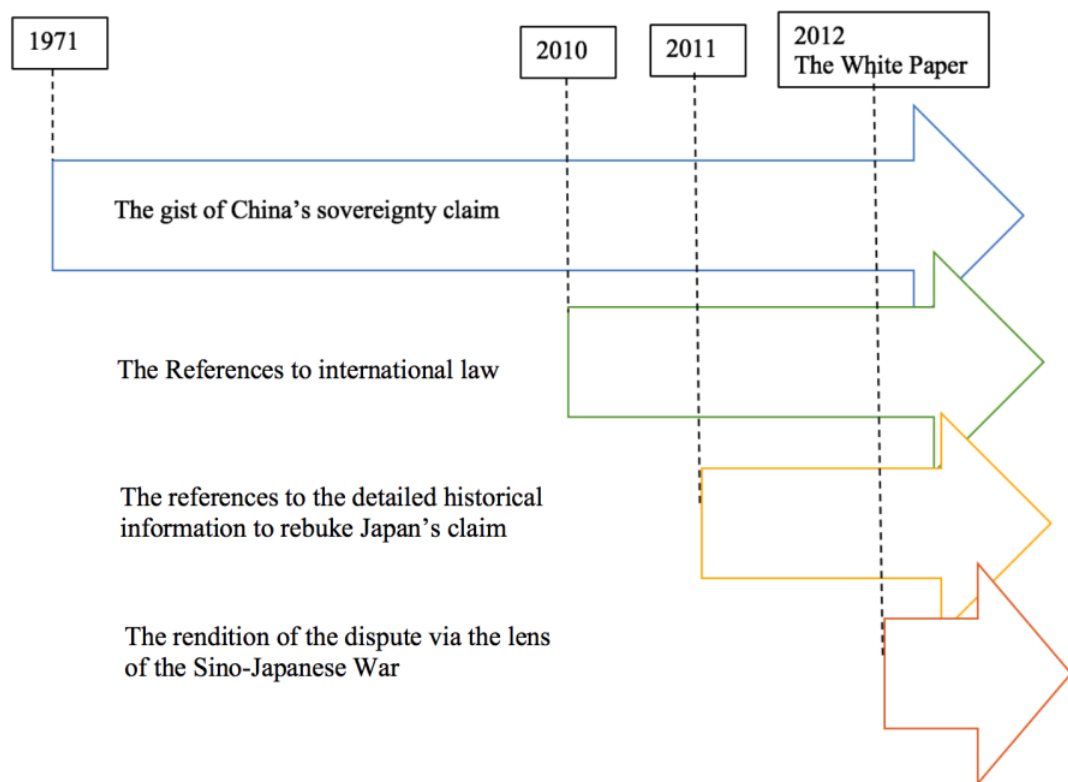 1971
2010
2011
2012
The White Paper
The gist of China’s sovereignty claim
The References to international law
The references to the detailed historical
information to rebuke Japan’s claim
The rendition of the dispute via the lens
of the Sino-Japanese War